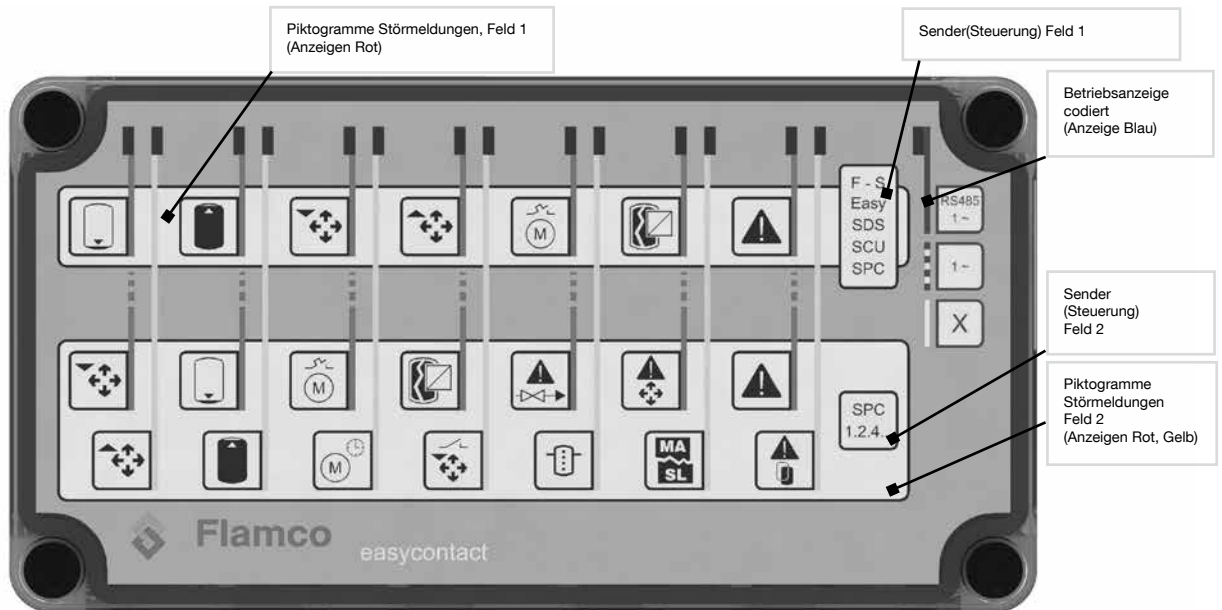 Piktogramme Störmeldungen, Feld 1
(Anzeigen Rot)
Sender(Steuerung) Feld 1
Betriebsanzeige
codiert
(Anzeige Blau)
F - S
Easy
SDS
SCU
SPC
RS485
1 ~
1 ~
X
M
Sender
(Steuerung)
Feld 2
Piktogramme
Störmeldungen
Feld 2
(Anzeigen Rot, Gelb)
M
SPC
1.2.4..
M
MA
SL
Flamco
easycontact